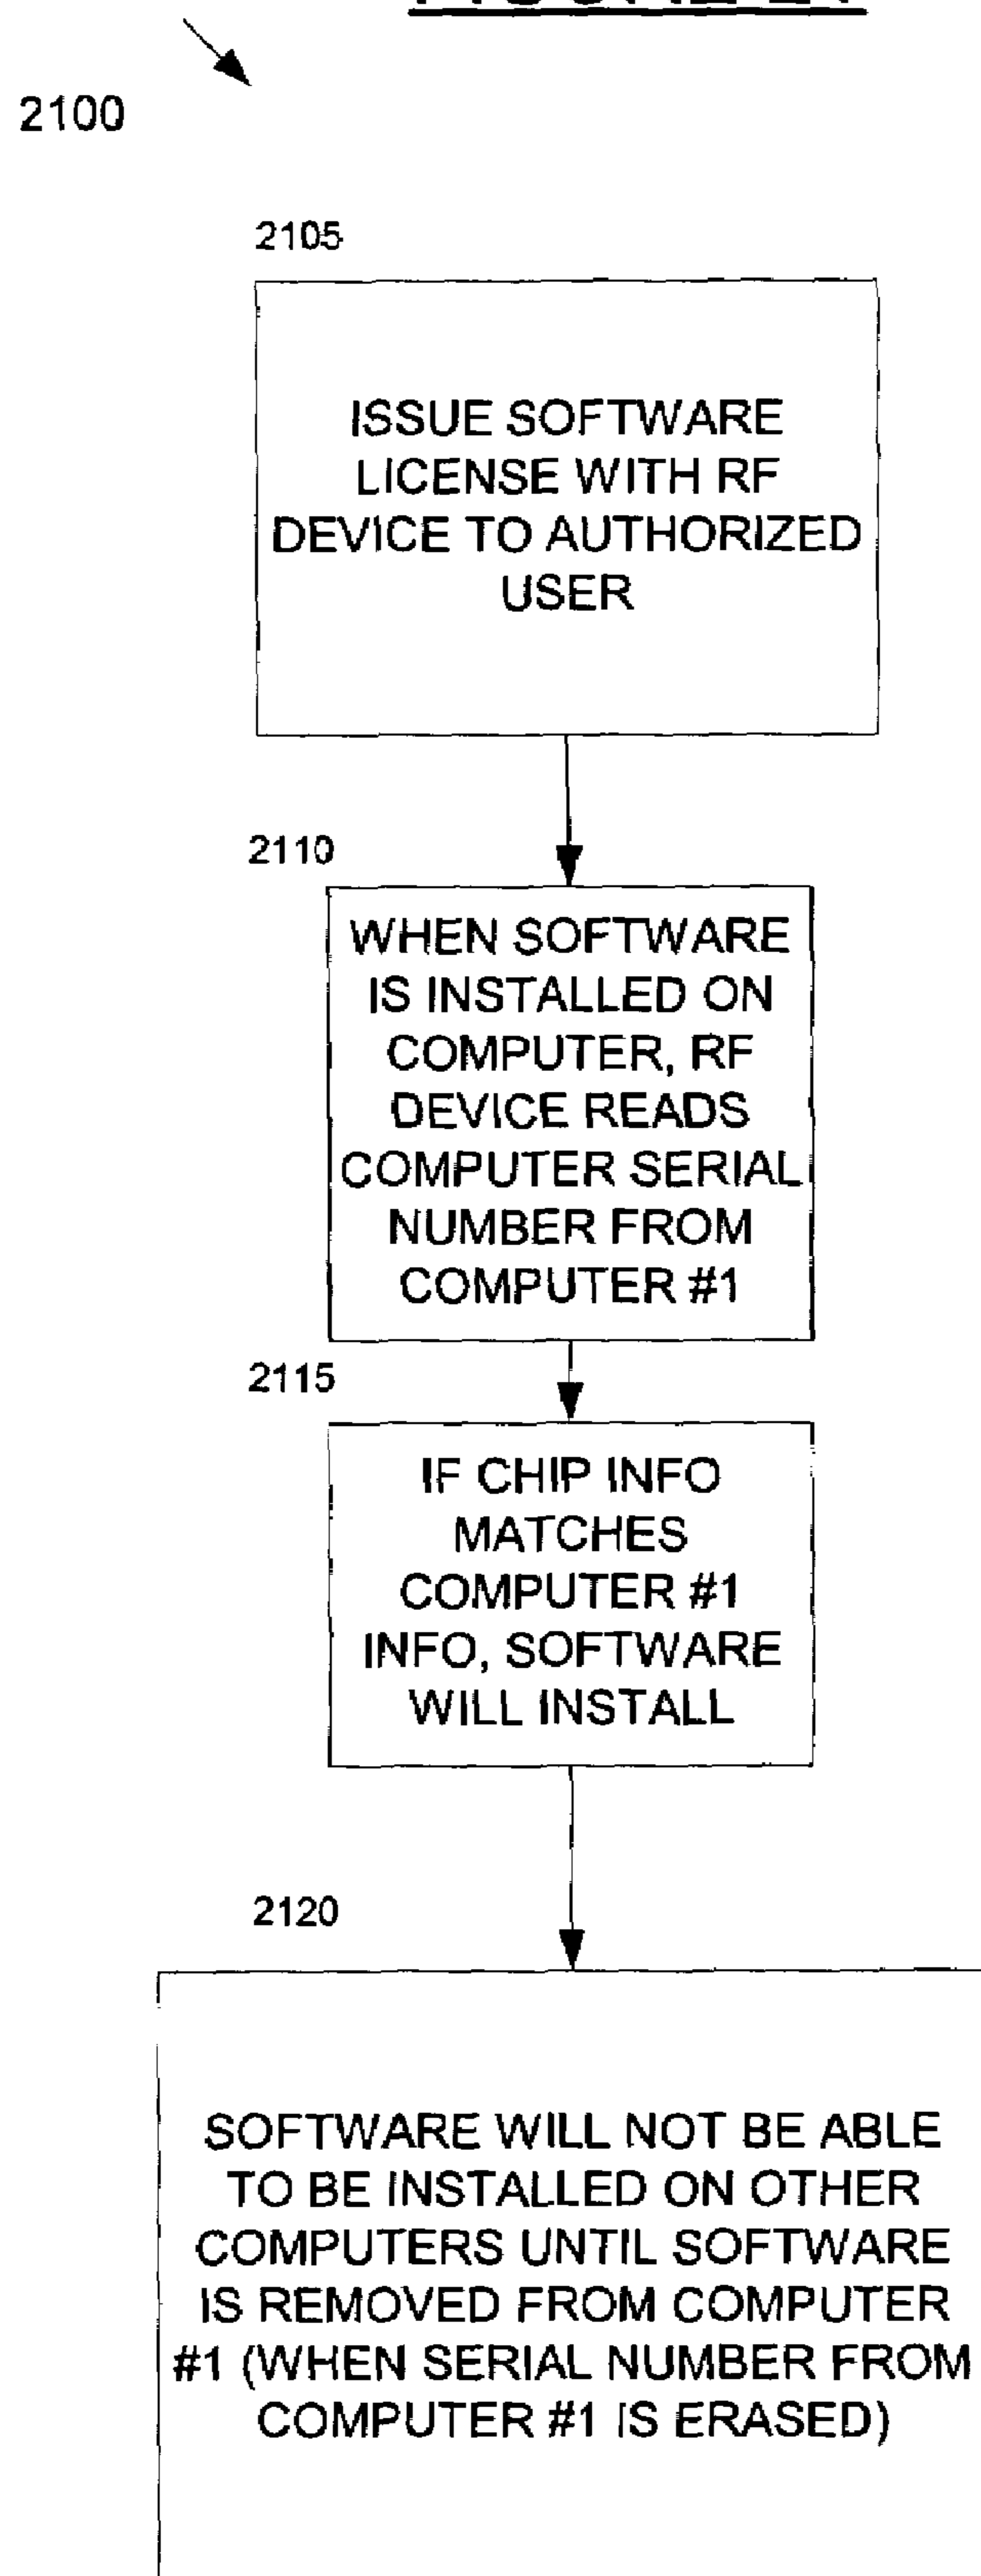 2100
2105
ISSUE SOFTWARE
LICENSE WITH RF
DEVICE TO AUTHORIZED
USER
2110
WHEN SOFTWARE
IS INSTALLED ON
COMPUTER, RF
DEVICE READS
COMPUTER SERIAL
NUMBER FROM
COMPUTER #1
2115
IF CHIP INFO
MATCHES
COMPUTER #1
INFO, SOFTWARE
WILL INSTALL
2120
SOFTWARE WILL NOT BE ABLE
TO BE INSTALLED ON OTHER
COMPUTERS UNTIL SOFTWARE
IS REMOVED FROM COMPUTER
#1 (WHEN SERIAL NUMBER FROM
COMPUTER #1 IS ERASED)